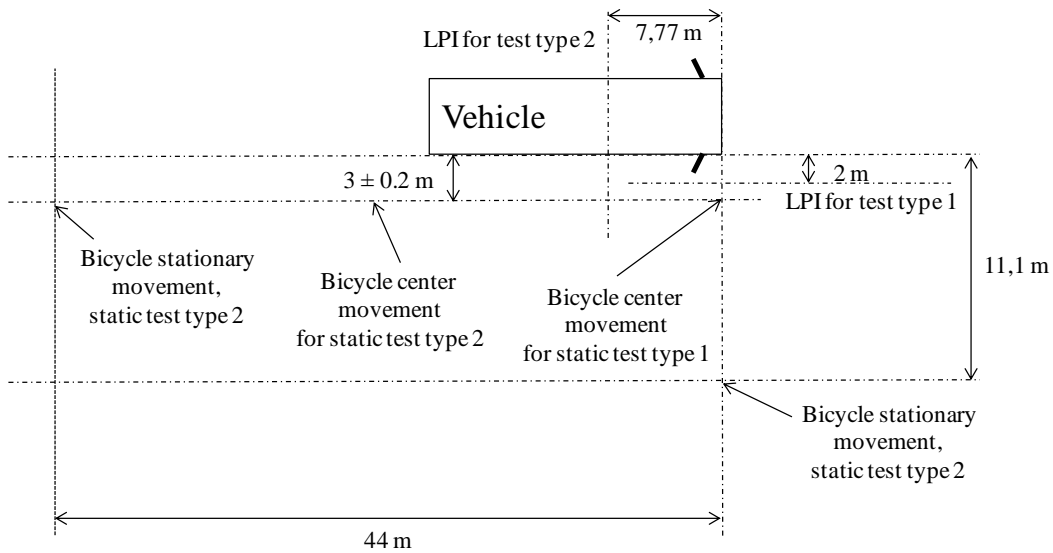 7,77 m
LPI for test type 2
Vehicle
3 ± 0.2 m
2 m
LPI for test type 1
Bicycle stationary
movement,
static test type 2
Bicycle center
movement
for static test type 2
Bicycle center
movement
for static test type 1
11,1 m
Bicycle stationary
movement,
static test type 2
44 m